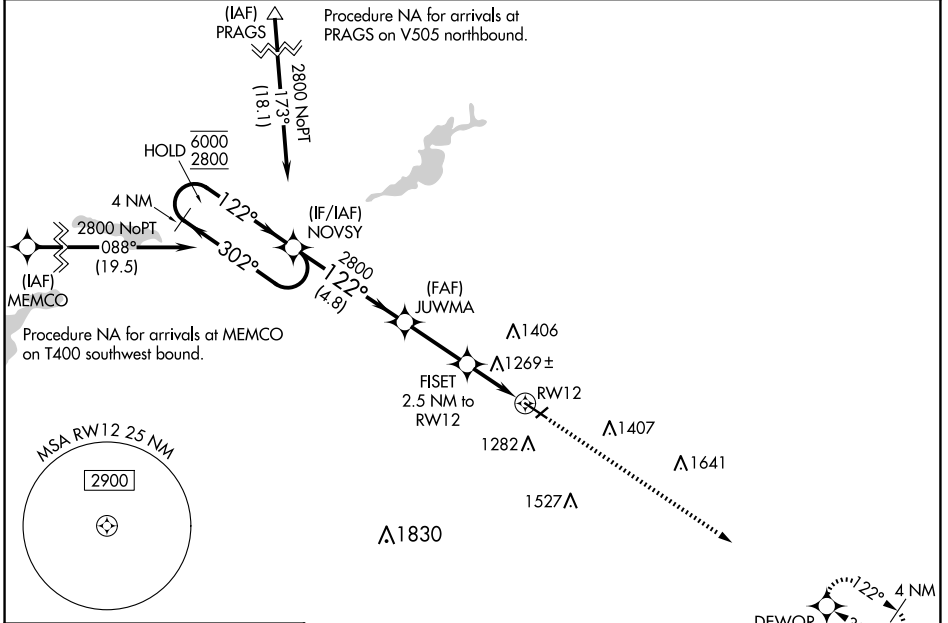 (IAF)
PRAGS
Procedure NA for arrivals at
PRAGS on V505 northbound.
2800 NoPT
173°
(18.1)
HOLD
6000
2800
4 NM
122°
302°
(IF/IAF)
NOVSY
2800 NoPT
088°
(19.5)
(IAF)
MEMCO
2800
122°
(4.8)
(FAF)
JUWMA
Procedure NA for arrivals at MEMCO
on T400 southwest bound.
1406
1269±
FISET
2.5 NM to
RW12
RW12
1282
1407
1641
1527
1830
MSA RW12 25 NM
2900
122°
4 NM